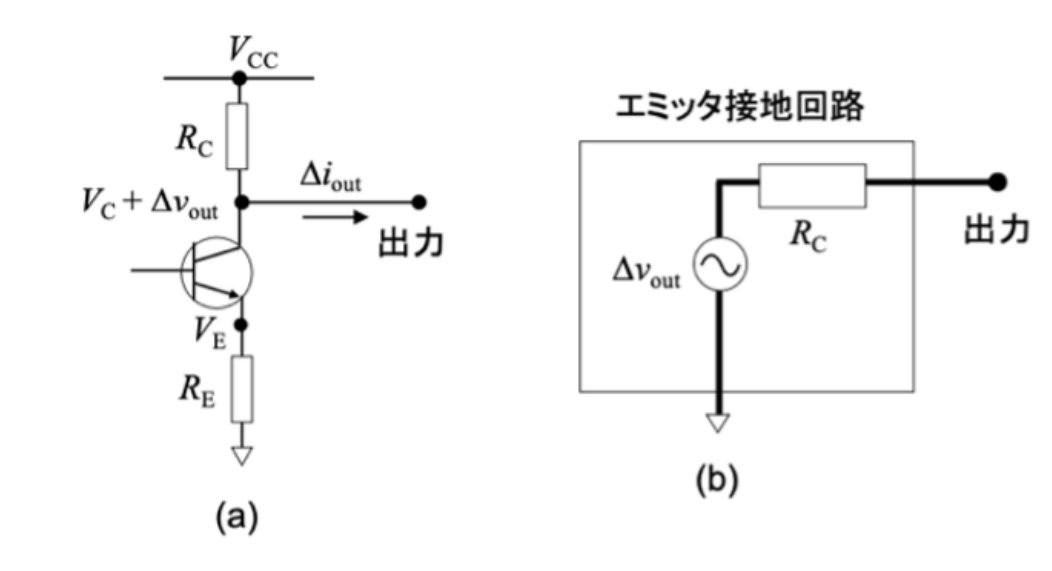 V_CC
R_C
Δi_out
V_C + Δv_out
出力
V_E
R_E
(a)
エミッタ接地回路
R_C
出力
Δv_out
(b)